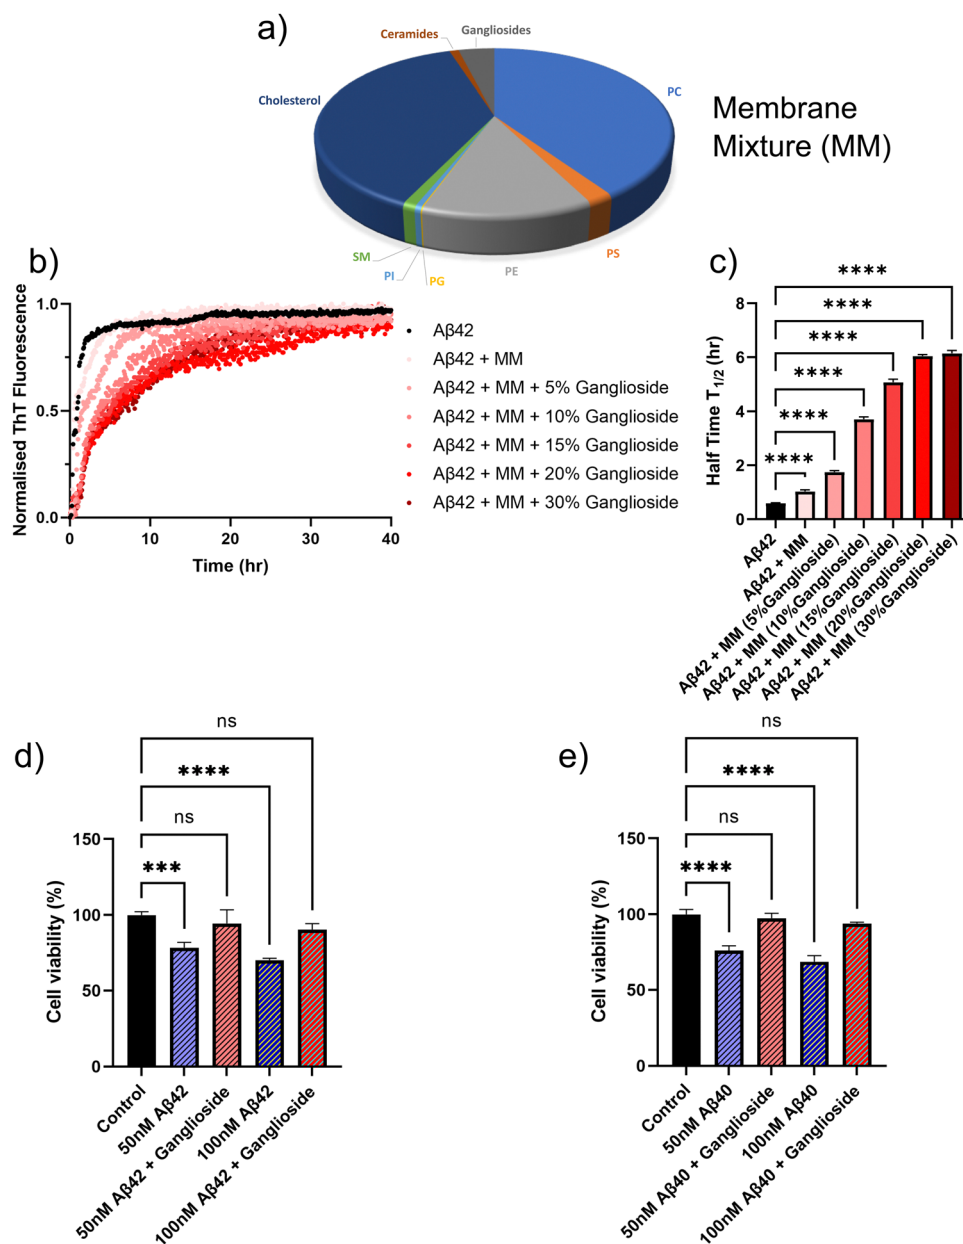 a)
Ceramides
Gangliosides
Cholesterol
PC
Membrane
Mixture (MM)
SM
PI
PG
PE
PS
b)
Normalised ThT Fluorescence
1.0
0.5
0.0
0
10
20
30
40
Time (hr)
Aβ42
Aβ42 + MM
Aβ42 + MM + 5% Ganglioside
Aβ42 + MM + 10% Ganglioside
Aβ42 + MM + 15% Ganglioside
Aβ42 + MM + 20% Ganglioside
Aβ42 + MM + 30% Ganglioside
c)
****
****
****
****
****
****
Half Time T1/2 (hr)
8
6
4
2
0
Aβ42
Aβ42 + MM
Aβ42 + MM (5%Ganglioside)
Aβ42 + MM (10%Ganglioside)
Aβ42 + MM (15%Ganglioside)
Aβ42 + MM (20%Ganglioside)
Aβ42 + MM (30%Ganglioside)
d)
ns
****
ns
***
Cell viability (%)
150
100
50
0
Control
50nM Aβ42
50nM Aβ42 + Ganglioside
100nM Aβ42
100nM Aβ42 + Ganglioside
e)
ns
****
ns
****
Cell viability (%)
150
100
50
0
Control
50nM Aβ40
50nM Aβ40 + Ganglioside
100nM Aβ40
100nM Aβ40 + Ganglioside